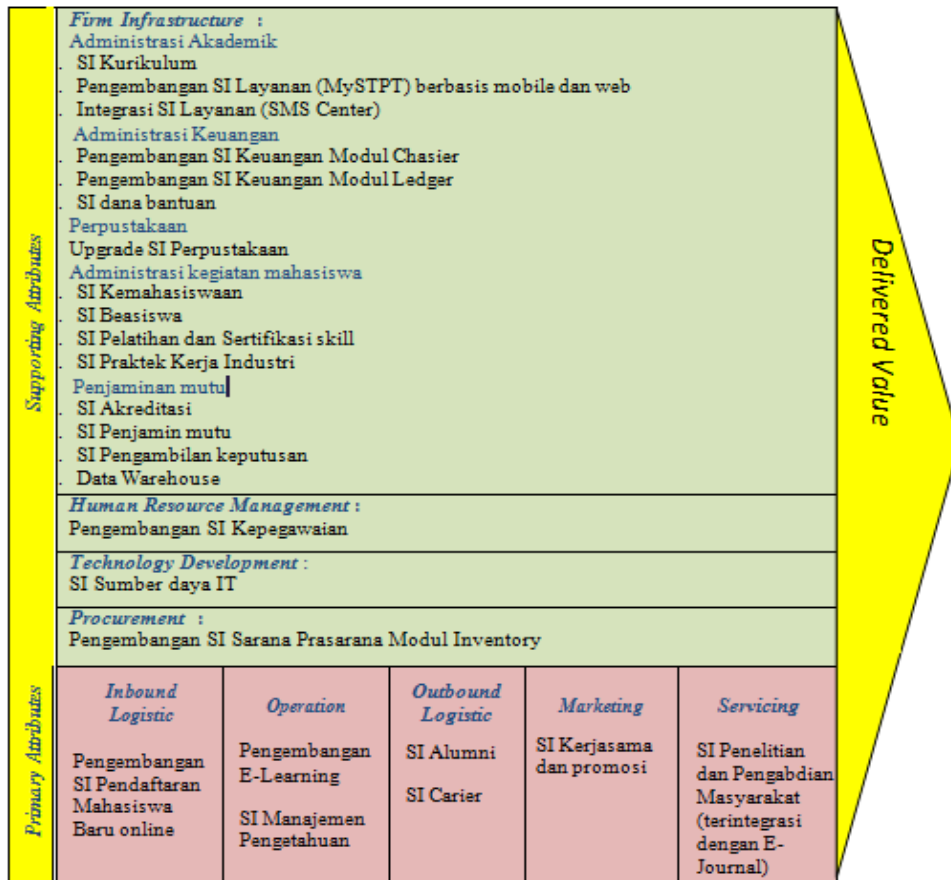 Firm Infrastructure :
Administrasi Akademik
. SI Kurikulum
. Pengembangan SI Layanan (MySTPT) berbasis mobile dan web
. Integrasi SI Layanan (SMS Center)
Administrasi Keuangan
. Pengembangan SI Keuangan Modul Chasier
. Pengembangan SI Keuangan Modul Ledger
. SI dana bantuan
Perpustakaan
Upgrade SI Perpustakaan
Administrasi kegiatan mahasiswa
. SI Kemahasiswaan
. SI Beasiswa
. SI Pelatihan dan Sertifikasi skill
. SI Praktek Kerja Industri
Penjaminan mutu
. SI Akreditasi
. SI Penjamin mutu
. SI Pengambilan keputusan
. Data Warehouse
Human Resource Management :
Pengembangan SI Kepegawaian
Technology Development :
SI Sumber daya IT
Procurement :
Pengembangan SI Sarana Prasarana Modul Inventory
Supporting Attributes
Primary Attributes
Inbound
Logistic
Pengembangan
SI Pendaftaran
Mahasiswa
Baru online
Operation
Pengembangan
E-Learning
SI Manajemen
Pengetahuan
Outbound
Logistic
SI Alumni
SI Carier
Marketing
SI Kerjasama
dan promosi
Servicing
SI Penelitian
dan Pengabdian
Masyarakat
(terintegrasi
dengan E-
Journal)
Delivered Value